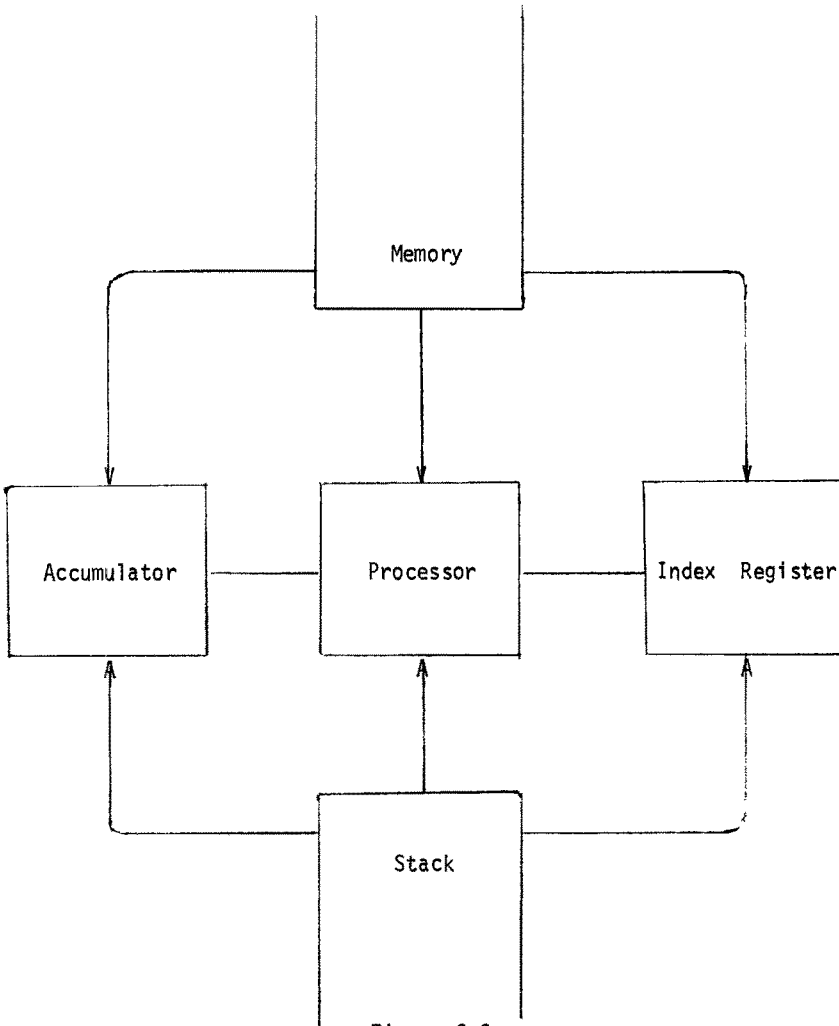 Memory
Accumulator
Processor
Index Register
Stack